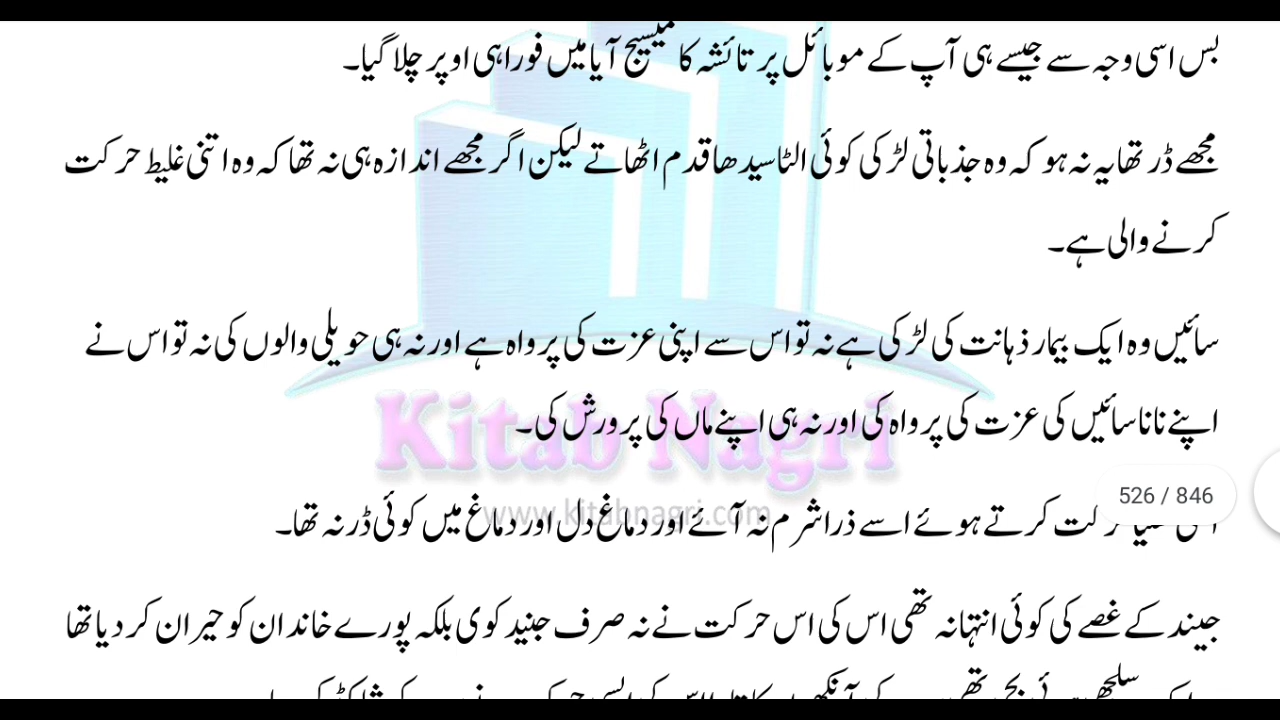 بس اسی وجہ سے جیسے ہی آپ کے موبائل پر تائشہ کا میسیج آیا میں فورا ہی اوپر چلا گیا۔
مجھے ڈر تھا یہ نہ ہو کہ وہ جذباتی لڑکی کوئی الٹا سیدھا قدم اٹھاتے لیکن اگر مجھے اندازہ ہی نہ تھا کہ وہ اتنی غلیط حرکت
کرنے والی ہے۔
سائیں وہ ایک بیمار ذہانت کی لڑکی ہے نہ تو اس سے اپنی عزت کی پرواہ ہے اور نہ ہی حویلی والوں کی نہ تو اس نے
اپنے نانا سائیں کی عزت کی پرواہ کی اور نہ ہی اپنے ماں کی پرورش کی۔
Kitab Nagri
526 / 846
کرتے ہوئے اسے ذرا شرم نہ آئے اور دماغ دل اور دماغ میں کوئی ڈر نہ تھا۔
www.kitabnagri.com
جیند کے غصے کی کوئی انتہا نہ تھی اس کی اس حرکت نے نہ صرف جنید کو ی بلکہ پورے خاندان کو حیران کر دیا تھا